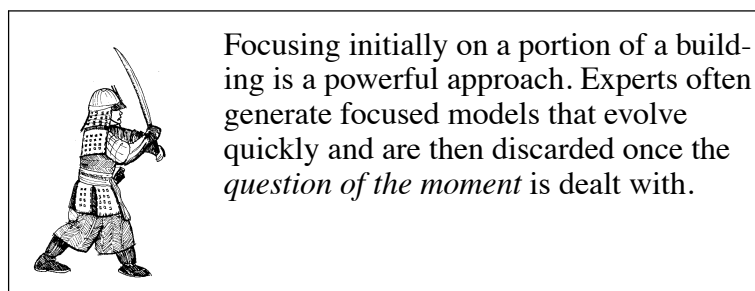 Focusing initially on a portion of a build-
ing is a powerful approach. Experts often
generate focused models that evolve
quickly and are then discarded once the
question of the moment is dealt with.